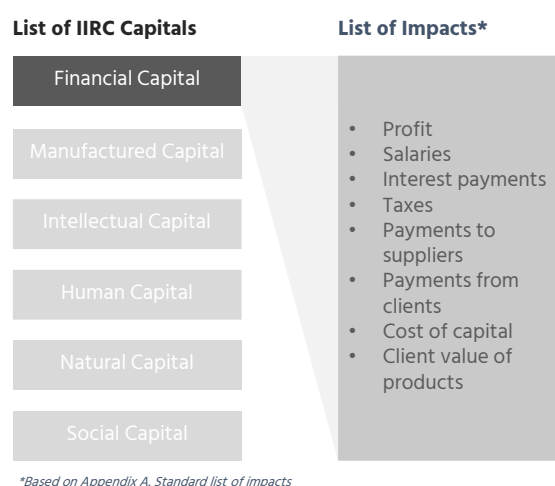 List of IIRC Capitals
Financial Capital
Manufactured Capital
Intellectual Capital
Human Capital
Natural Capital
Social Capital
List of Impacts*
• Profit
• Salaries
• Interest payments
• Taxes
• Payments to
suppliers
• Payments from
clients
• Cost of capital
• Client value of
products
*Based on Appendix A. Standard list of impacts